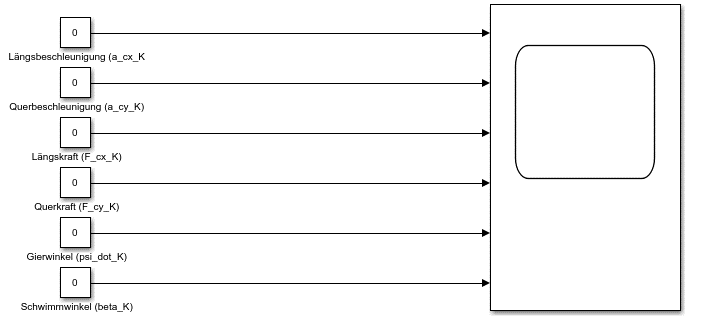 0
Längsbeschleunigung (a_cx_K
0
Querbeschleunigung (a_cy_K)
0
Längskraft (F_cx_K)
0
Querkraft (F_cy_K)
0
Gierwinkel (psi_dot_K)
0
Schwimmwinkel (beta_K)